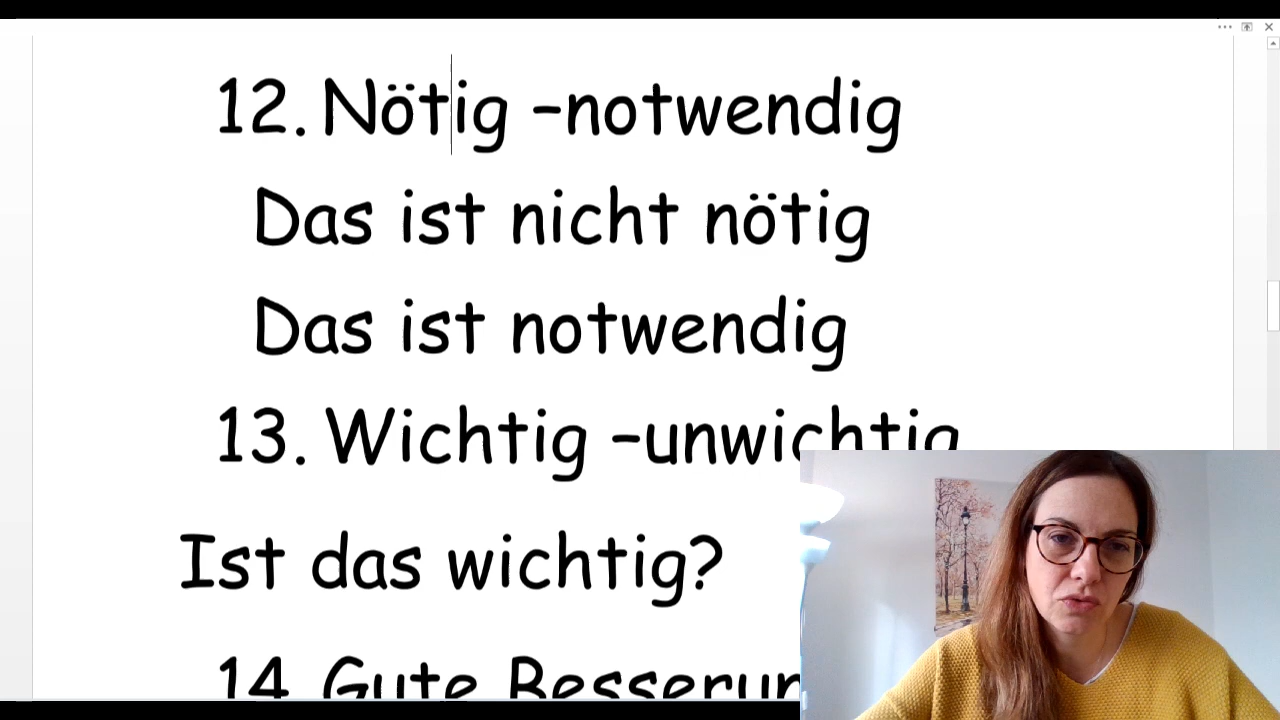 12. Nötig –notwendig
Das ist nicht nötig
Das ist notwendig
13. Wichtig –unwichtig
Ist das wichtig?
14. Gute